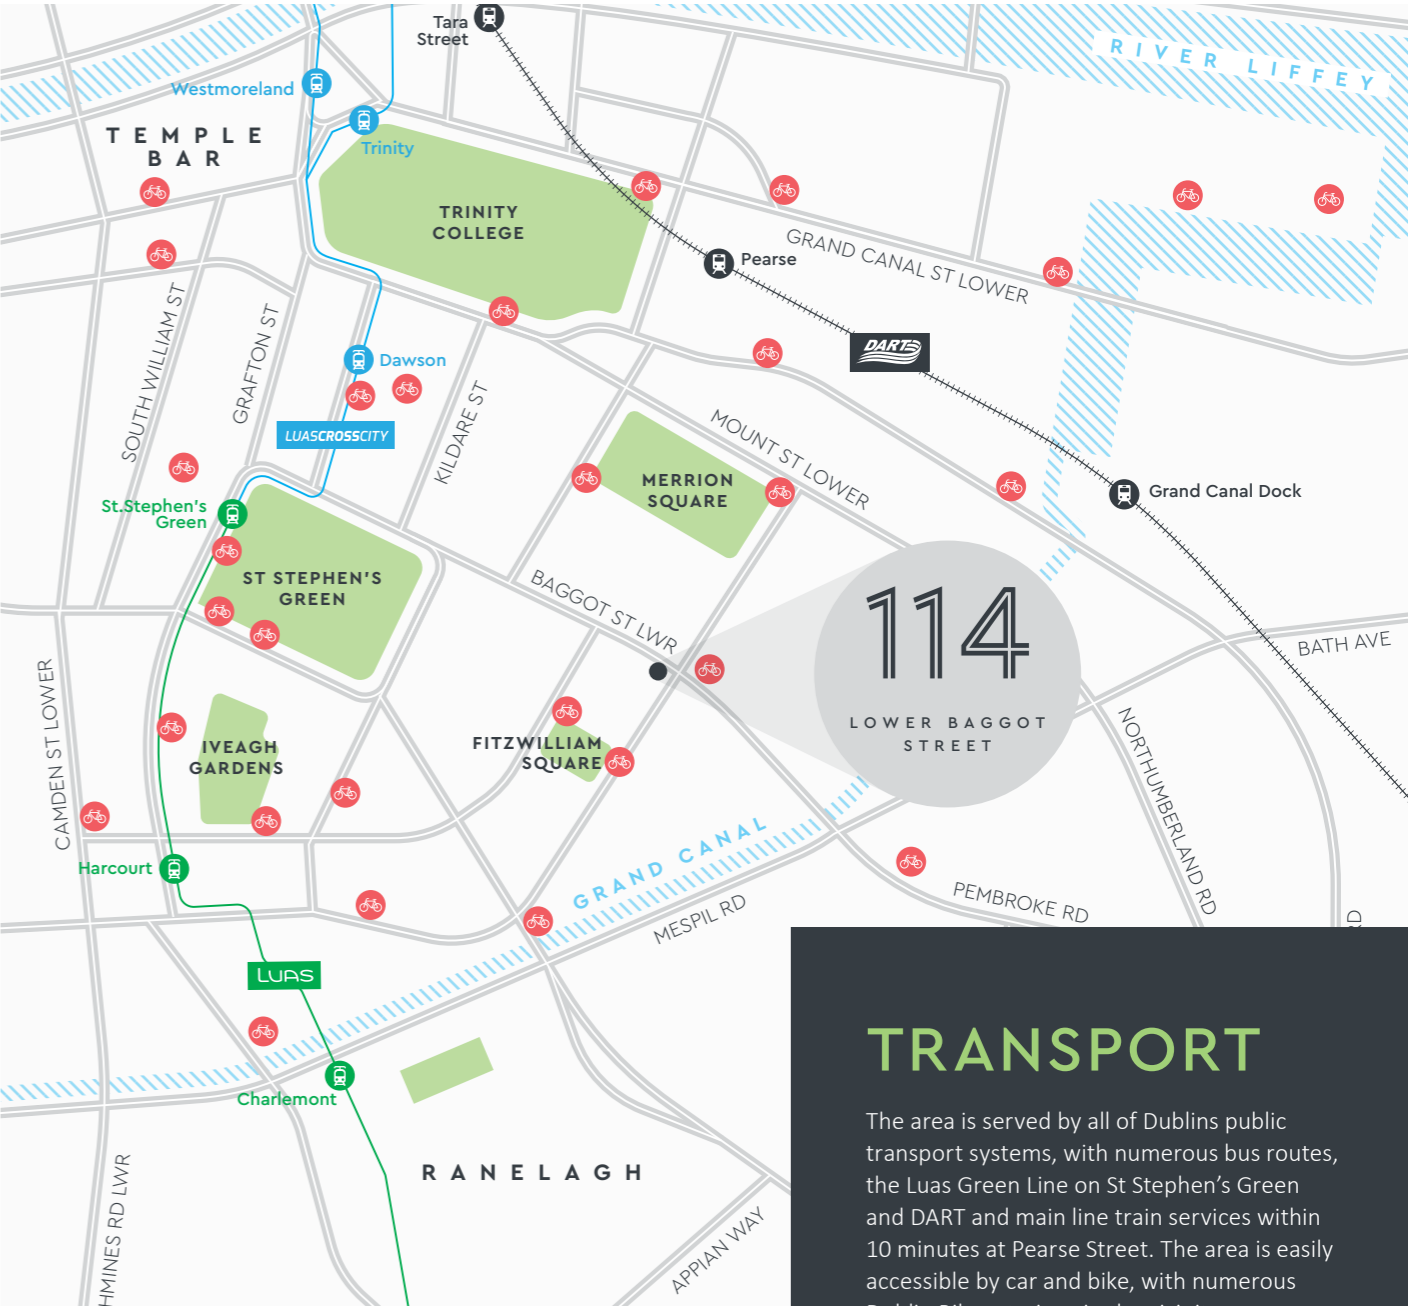 Tara
Street
RIVER LIFFEY
Westmoreland
TEMPLE
BAR
Trinity
TRINITY
COLLEGE
Pearse
GRAND CANAL ST LOWER
DART
SOUTH WILLIAM ST
GRAFTON ST
Dawson
KILDARE ST
LUASCROSSCITY
MOUNT ST LOWER
MERRION
SQUARE
Grand Canal Dock
St.Stephen's
Green
ST STEPHEN'S
GREEN
BAGGOT ST LWR
114
LOWER BAGGOT
STREET
BATH AVE
CAMDEN ST LOWER
IVEAGH
GARDENS
FITZWILLIAM
SQUARE
NORTHUMBERLAND RD
Harcourt
GRAND CANAL
MESPIL RD
PEMBROKE RD
RD
LUAS
Charlemont
RANELAGH
HMINES RD LWR
APPIAN WAY
TRANSPORT
The area is served by all of Dublins public
transport systems, with numerous bus routes,
the Luas Green Line on St Stephen’s Green
and DART and main line train services within
10 minutes at Pearse Street. The area is easily
accessible by car and bike, with numerous